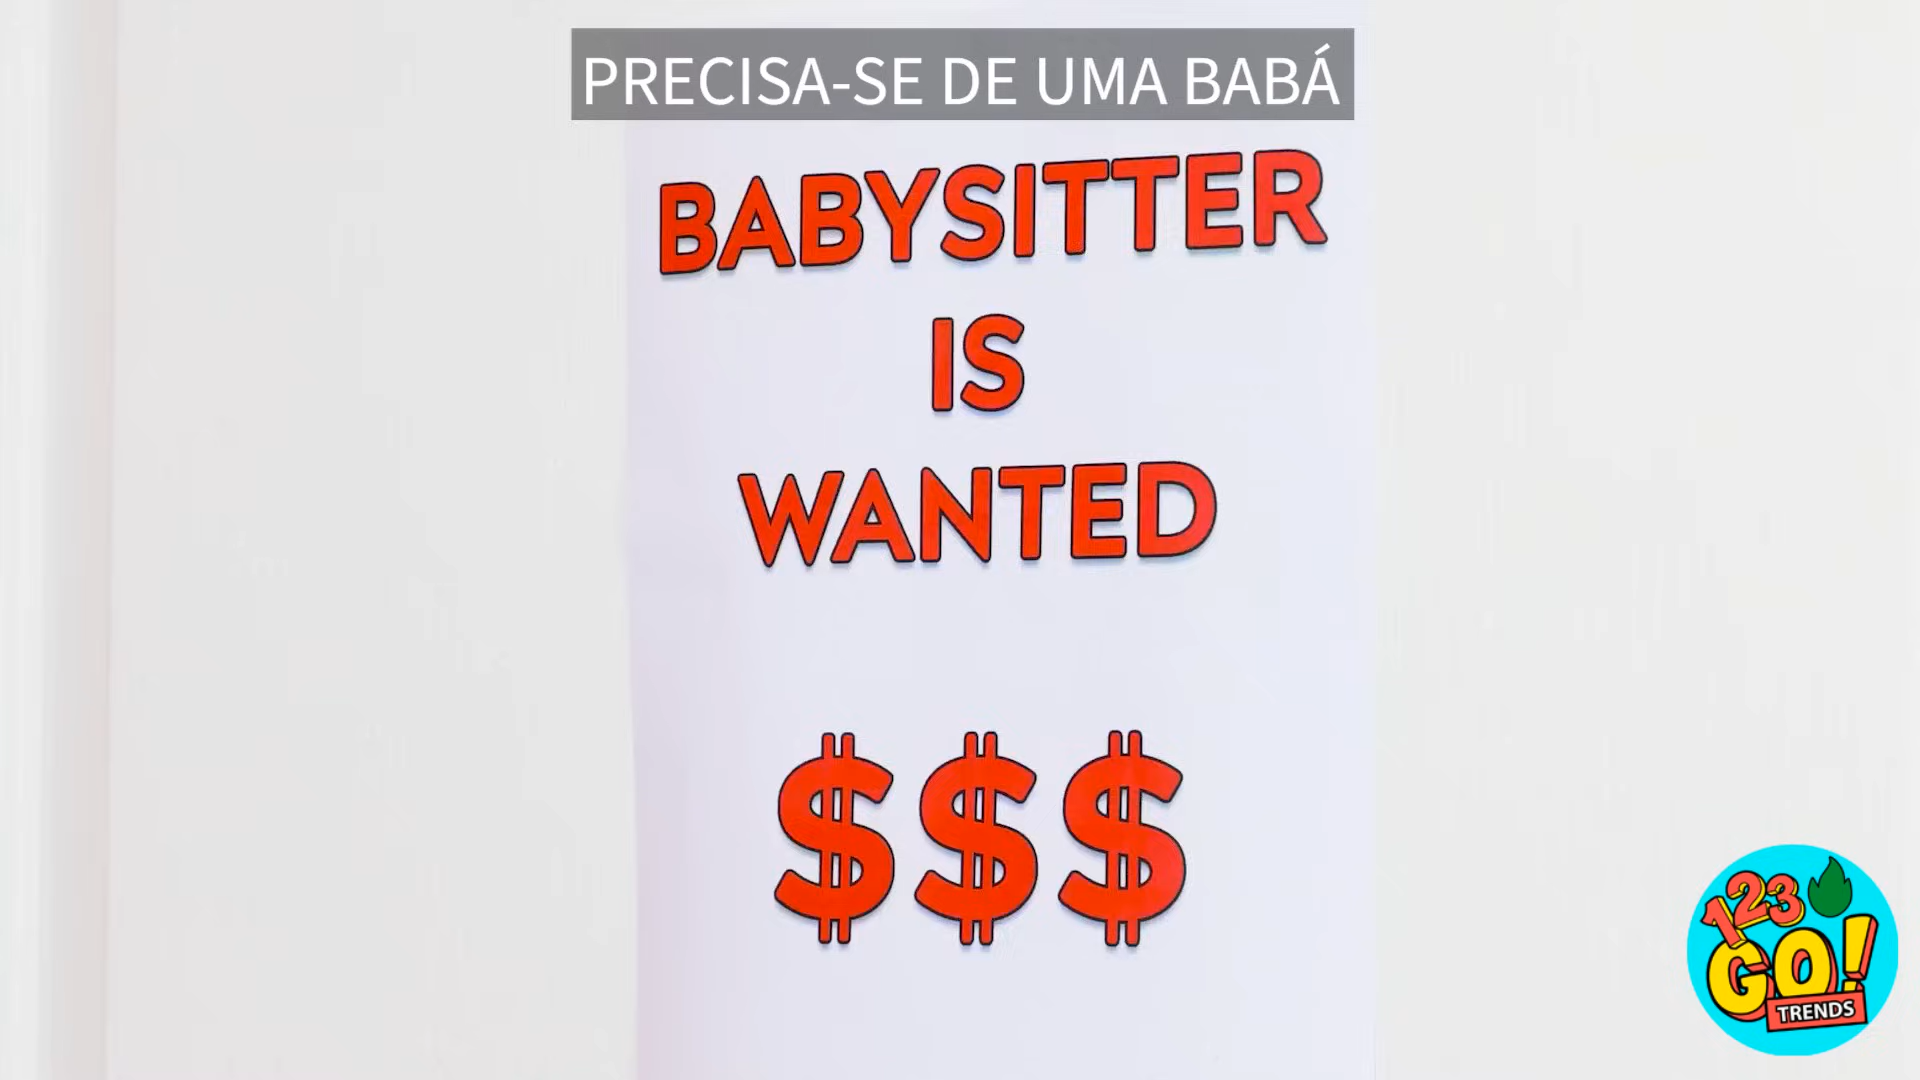 PRECISA-SE DE UMA BABÁ
BABYSITTER
IS
WANTED
$$$
123
GO!
TRENDS